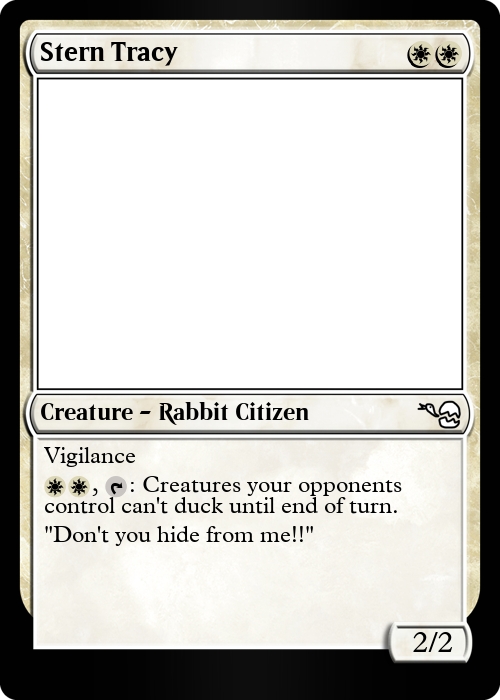 Stern Tracy
Creature – Rabbit Citizen
Vigilance
, : Creatures your opponents
control can't duck until end of turn.
"Don't you hide from me!!"
2/2